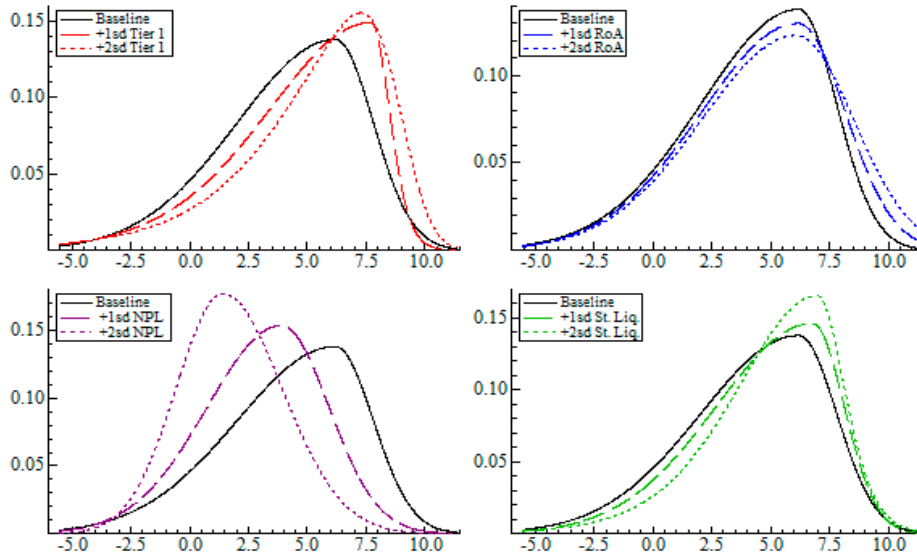 0.15
0.10
0.05
Baseline
+1sd Tier 1
+2sd Tier 1
-5.0 -2.5 0.0 2.5 5.0 7.5 10.0
0.10
0.05
Baseline
+1sd RoA
+2sd RoA
-5.0 -2.5 0.0 2.5 5.0 7.5 10.0
0.15
0.10
0.05
Baseline
+1sd NPL
+2sd NPL
-5.0 -2.5 0.0 2.5 5.0 7.5 10.0
0.15
0.10
0.05
Baseline
+1sd St. Liq.
+2sd St. Liq.
-5.0 -2.5 0.0 2.5 5.0 7.5 10.0